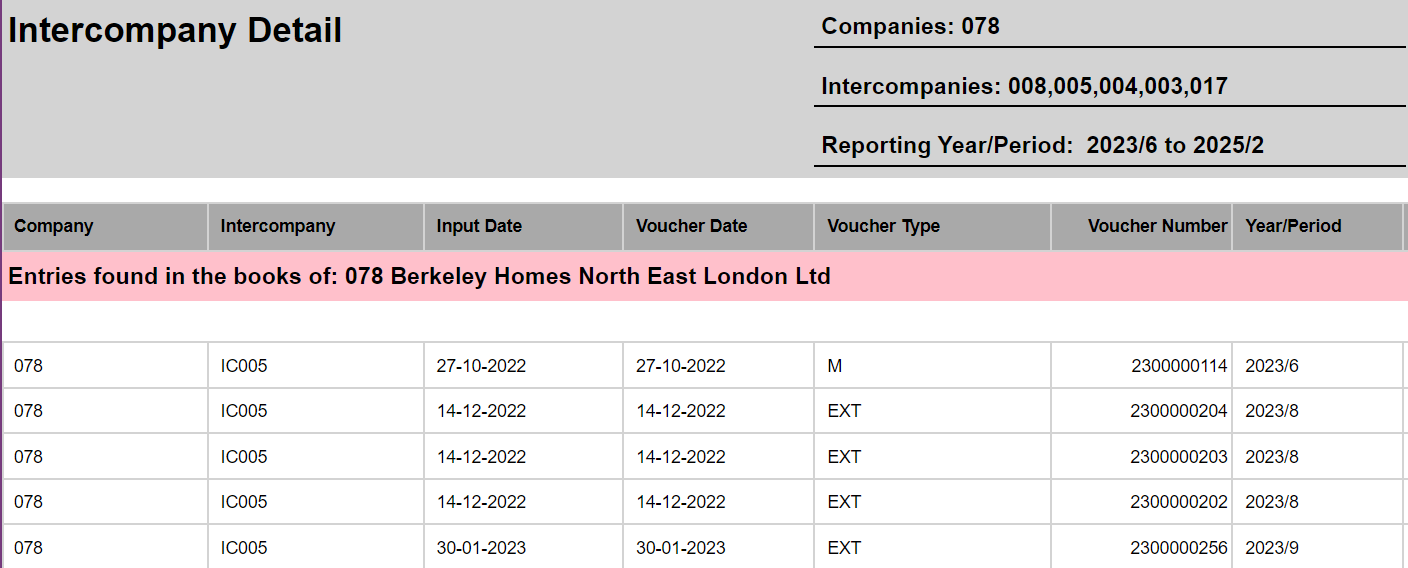 Intercompany Detail
Companies: 078
Intercompanies: 008,005,004,003,017
Reporting Year/Period: 2023/6 to 2025/2
Company Intercompany Input Date Voucher Date Voucher Type Voucher Number Year/Period
Entries found in the books of: 078 Berkeley Homes North East London Ltd
078 IC005 27-10-2022 27-10-2022 M 2300000114 2023/6
078 IC005 14-12-2022 14-12-2022 EXT 2300000204 2023/8
078 IC005 14-12-2022 14-12-2022 EXT 2300000203 2023/8
078 IC005 14-12-2022 14-12-2022 EXT 2300000202 2023/8
078 IC005 30-01-2023 30-01-2023 EXT 2300000256 2023/9